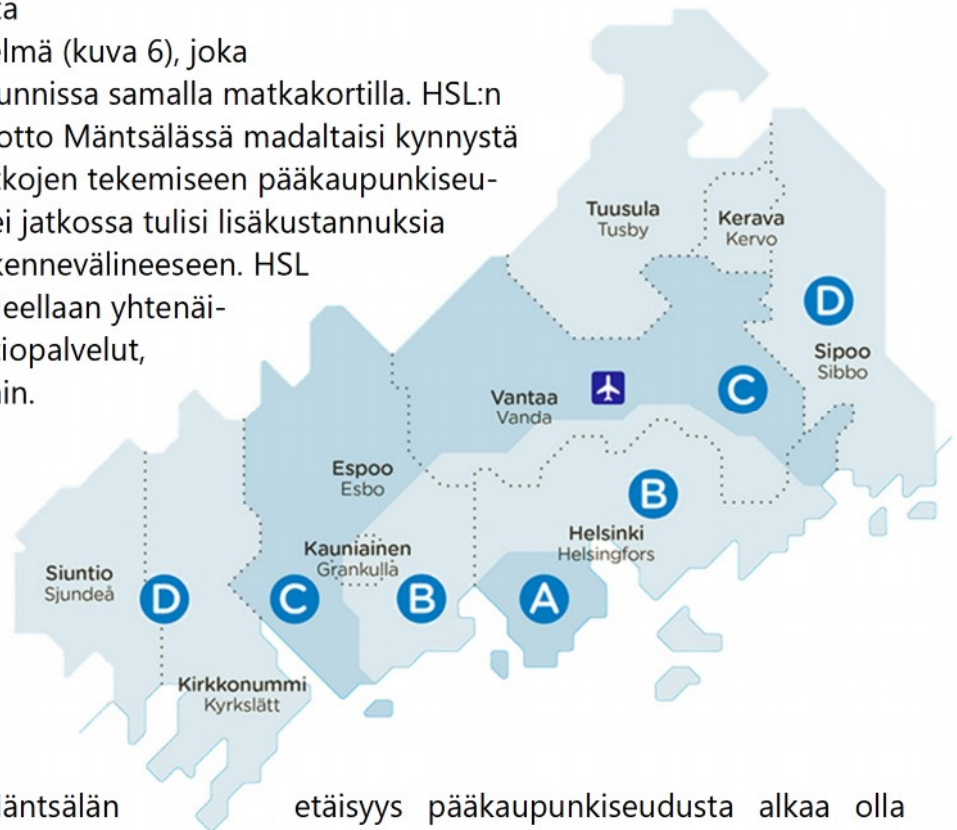 ta
elmä (kuva 6), joka
unnissa samalla matkakortilla. HSL:n
otto Mäntsälässä madaltaisi kynnystä
kojen tekemiseen pääkaupunkiseu-
ei jatkossa tulisi lisäkustannuksia
kennevälineeseen. HSL
eellaan yhtenäi-
tiopalvelut,
in.
Tuusula
Tusby
Kerava
Kervo
D
Sipoo
Sibbo
Vantaa
Vanda
C
Espoo
Esbo
B
Helsinki
Helsingfors
Kauniainen
Grankulla
Siuntio
Sjundeå
D
C
B
A
Kirkkonummi
Kyrkslätt
äntsälän etäisyys pääkaupunkiseudusta alkaa olla